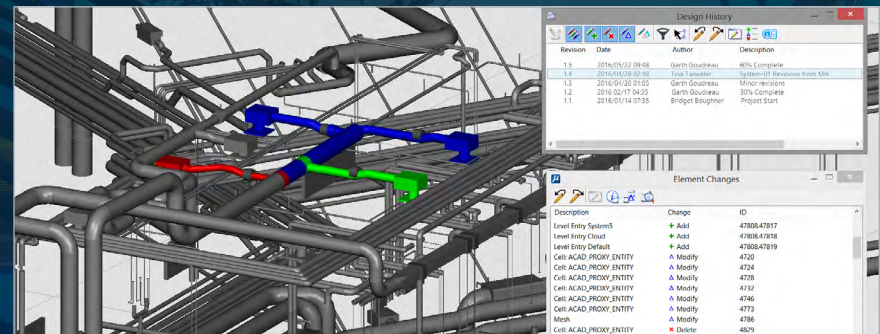 Design History
Revision Date Author Description
1.5 2016/05/22 09:48 Garth Goudreau 60% Complete
1.4 2016/04/28 02:48 Tina Tarwater System-01 Revisions from MH
1.3 2016/04/20 01:05 Garth Goudreau Minor revisions
1.2 2016 02/17 04:35 Garth Goudreau 30% Complete
1.1 2016/01/14 07:35 Bridget Boughner Project Start
Element Changes
Description Change ID
Level Entry System5 + Add 47808.47817
Level Entry Cloud + Add 47808.47818
Level Entry Default + Add 47808.47819
Cell: ACAD_PROXY_ENTITY Δ Modify 4720
Cell: ACAD_PROXY_ENTITY Δ Modify 4724
Cell: ACAD_PROXY_ENTITY Δ Modify 4728
Cell: ACAD_PROXY_ENTITY Δ Modify 4732
Cell: ACAD_PROXY_ENTITY Δ Modify 4746
Cell: ACAD_PROXY_ENTITY Δ Modify 4773
Mesh Δ Modify 4786
Cell: ACAD_PROXY_ENTITY × Delete 4829